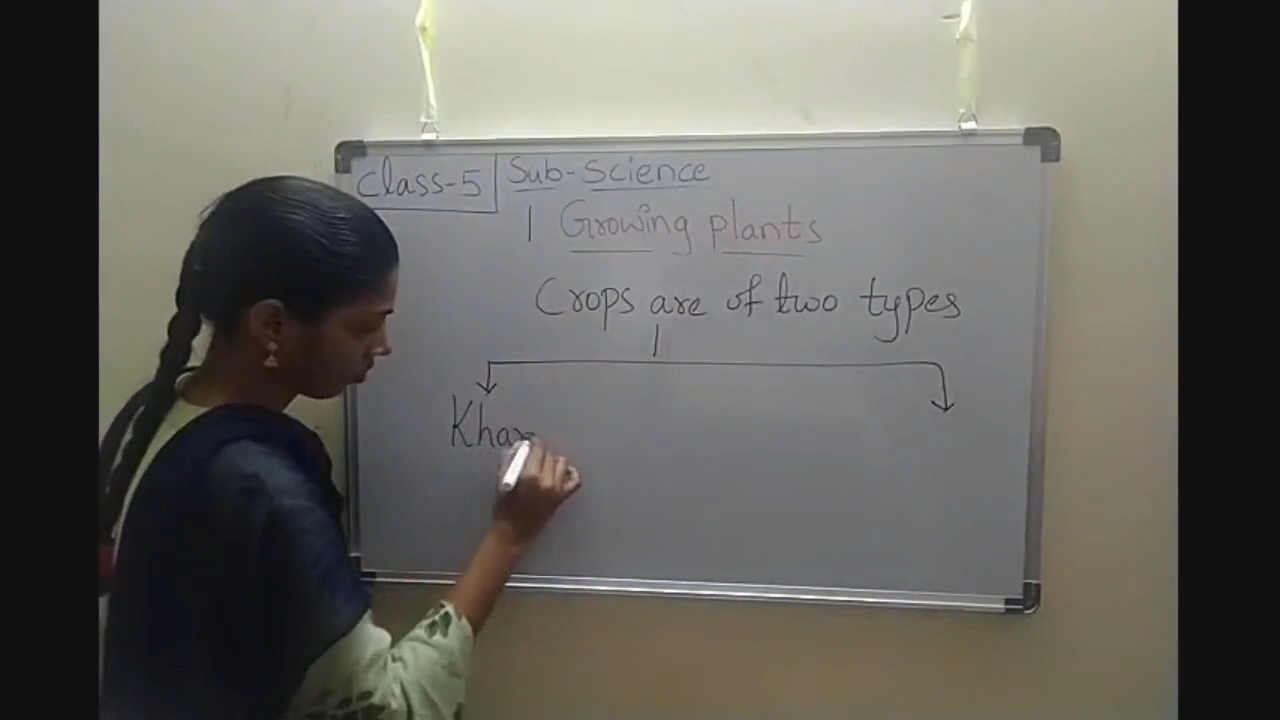 Class-5
Sub-Science
1 Growing plants
Crops are of two types
Khar